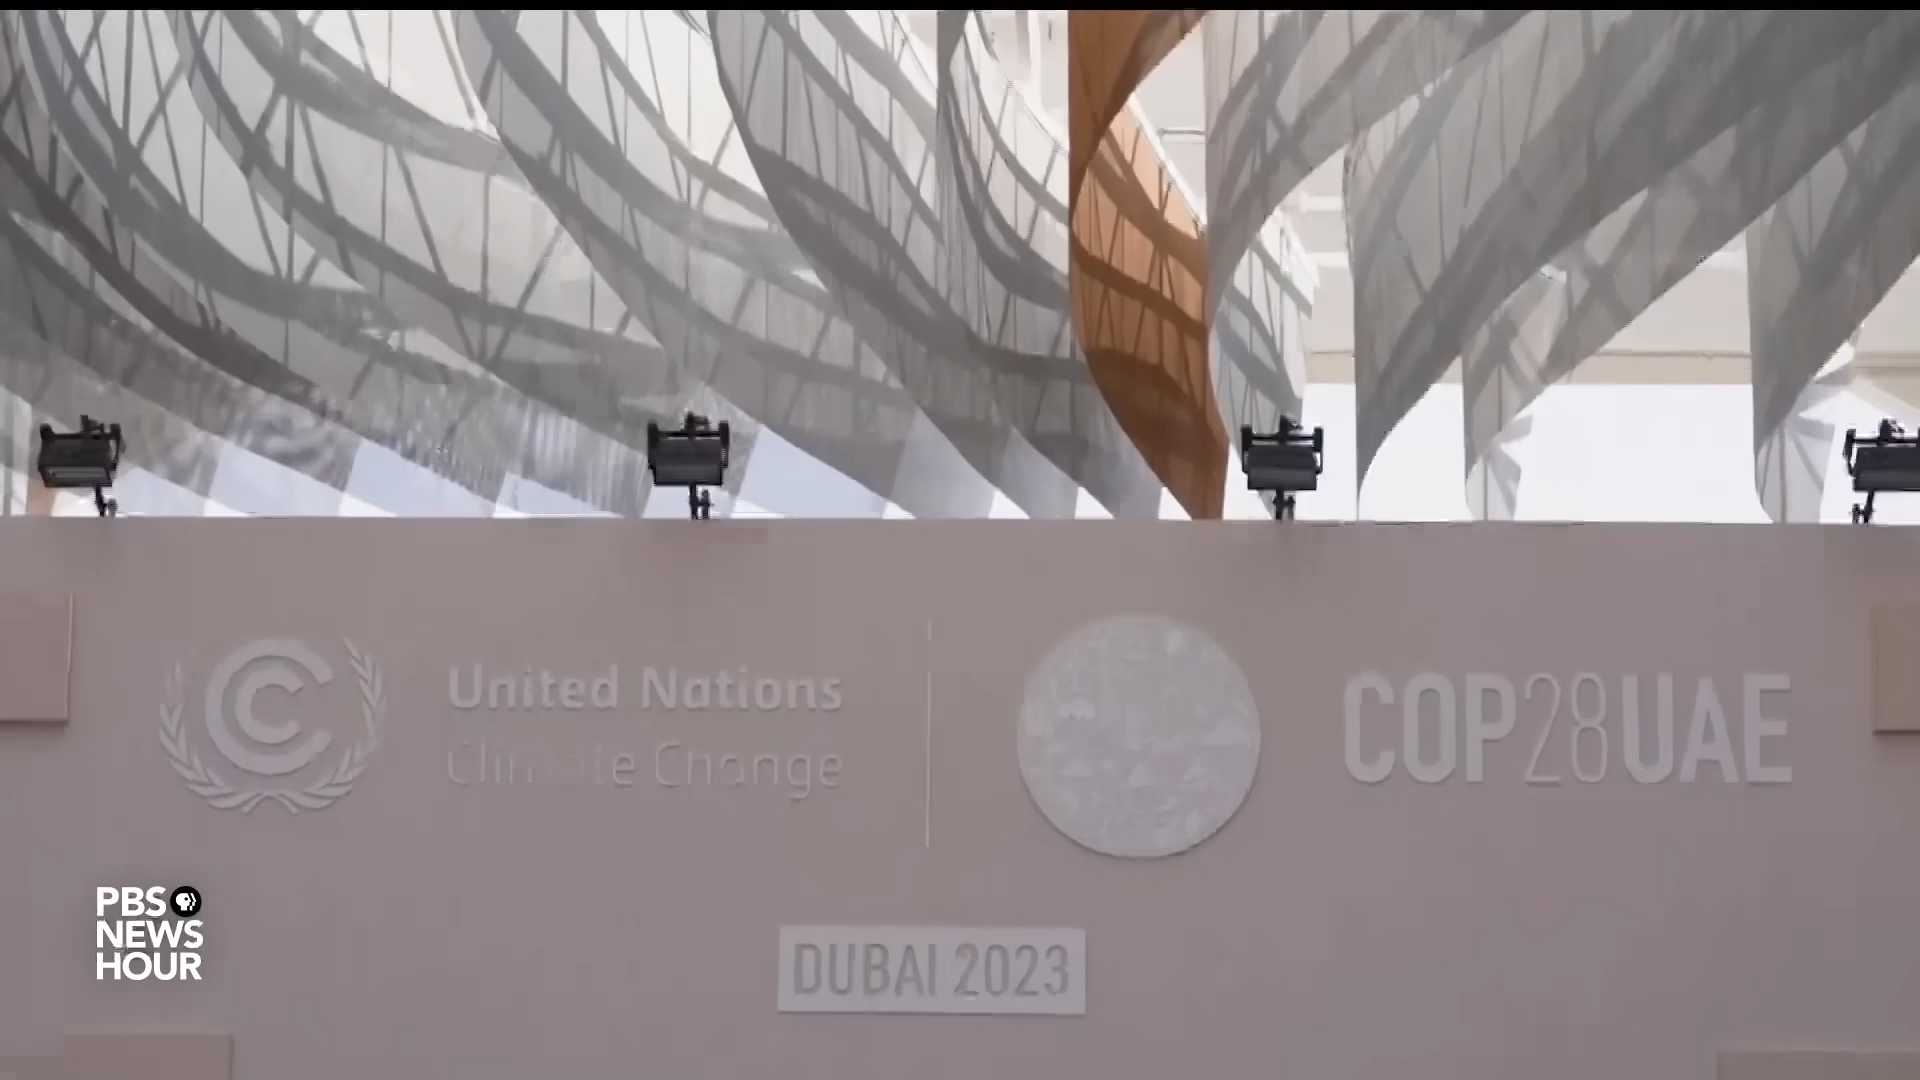 United Nations
Climate Change
COP28UAE
DUBAI 2023
PBS
NEWS
HOUR